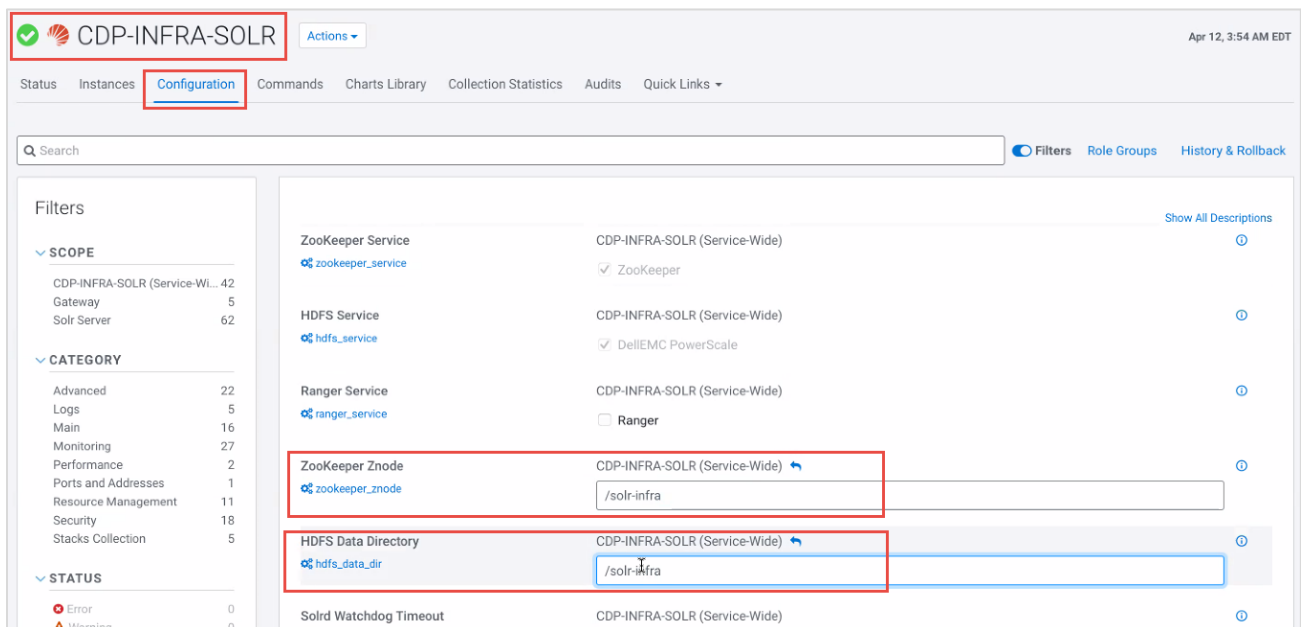 CDP-INFRA-SOLR Actions
Apr 12, 3:54 AM EDT
Status Instances Configuration Commands Charts Library Collection Statistics Audits Quick Links
Search
Filters Role Groups History & Rollback
Filters
SCOPE
CDP-INFRA-SOLR (Service-Wi... 42
Gateway 5
Solr Server 62
CATEGORY
Advanced 22
Logs 5
Main 16
Monitoring 27
Performance 2
Ports and Addresses 1
Resource Management 11
Security 18
Stacks Collection 5
STATUS
Error 0
Warning 0
Show All Descriptions
ZooKeeper Service CDP-INFRA-SOLR (Service-Wide)
zookeeper_service ZooKeeper
HDFS Service CDP-INFRA-SOLR (Service-Wide)
hdfs_service DellEMC PowerScale
Ranger Service CDP-INFRA-SOLR (Service-Wide)
ranger_service Ranger
ZooKeeper Znode CDP-INFRA-SOLR (Service-Wide)
zookeeper_znode /solr-infra
HDFS Data Directory CDP-INFRA-SOLR (Service-Wide)
hdfs_data_dir /solr-infra
Solrd Watchdog Timeout CDP-INFRA-SOLR (Service-Wide)